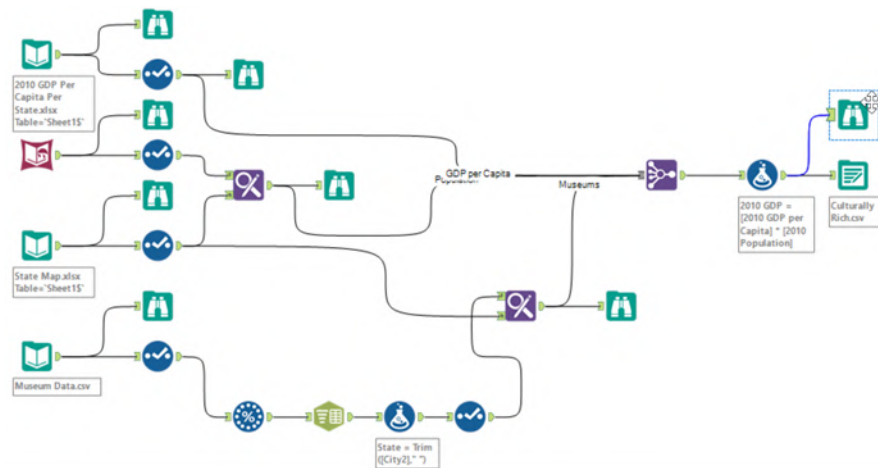 2010 GDP Per
Capita Per
State.xlsx
Table='Sheet1$'
GDP per Capita
Museums
2010 GDP =
[2010 GDP per
Capita] * [2010
Population]
Culturally
Rich.csv
State Map.xlsx
Table='Sheet1$'
Museum Data.csv
%
State = Trim
([City2]," ")